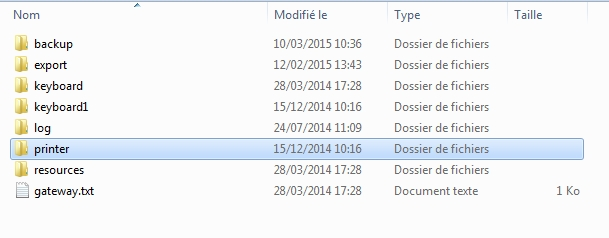 Nom Modifié le Type Taille
backup 10/03/2015 10:36 Dossier de fichiers
export 12/02/2015 13:43 Dossier de fichiers
keyboard 28/03/2014 17:28 Dossier de fichiers
keyboard1 15/12/2014 10:16 Dossier de fichiers
log 24/07/2014 11:09 Dossier de fichiers
printer 15/12/2014 10:16 Dossier de fichiers
resources 28/03/2014 17:28 Dossier de fichiers
gateway.txt 28/03/2014 17:28 Document texte 1 Ko